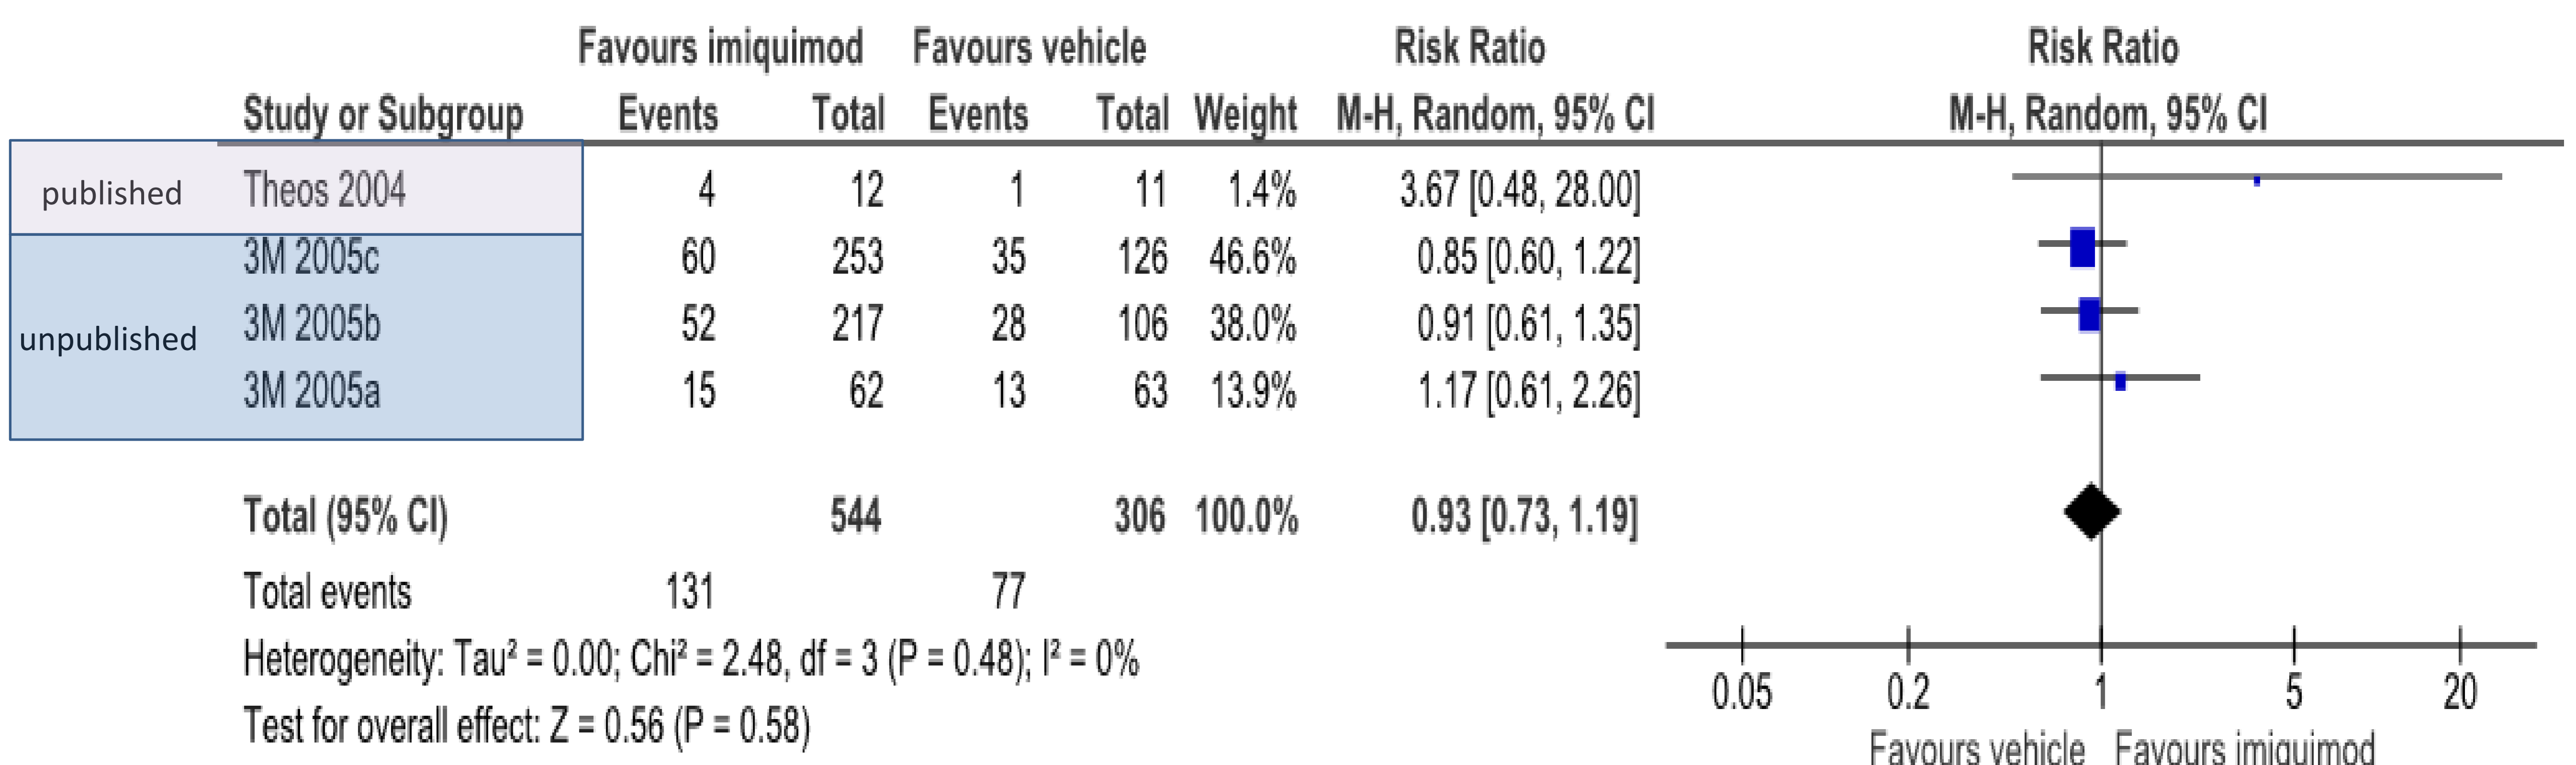 Favours imiquimod Favours vehicle Risk Ratio Risk Ratio
Study or Subgroup Events Total Events Total Weight M-H, Random, 95% CI M-H, Random, 95% CI
published Theos 2004 4 12 1 11 1.4% 3.67 [0.48, 28.00]
3M 2005c 60 253 35 126 46.6% 0.85 [0.60, 1.22]
unpublished 3M 2005b 52 217 28 106 38.0% 0.91 [0.61, 1.35]
3M 2005a 15 62 13 63 13.9% 1.17 [0.61, 2.26]
Total (95% CI) 544 306 100.0% 0.93 [0.73, 1.19]
Total events 131 77
Heterogeneity: Tau² = 0.00; Chi² = 2.48, df = 3 (P = 0.48); I² = 0%
Test for overall effect: Z = 0.56 (P = 0.58)
0.05 0.2 1 5 20
Favours vehicle Favours imiquimod